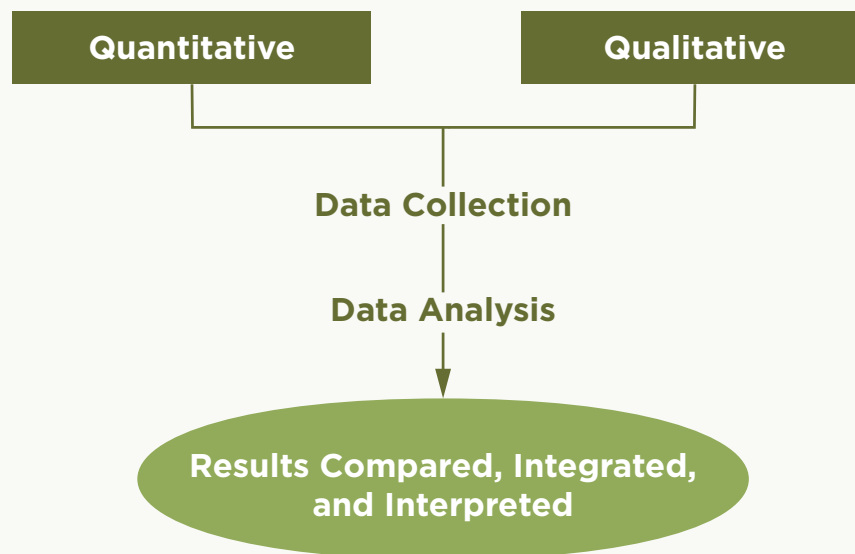 Quantitative
Qualitative
Data Collection
Data Analysis
Results Compared, Integrated,
and Interpreted